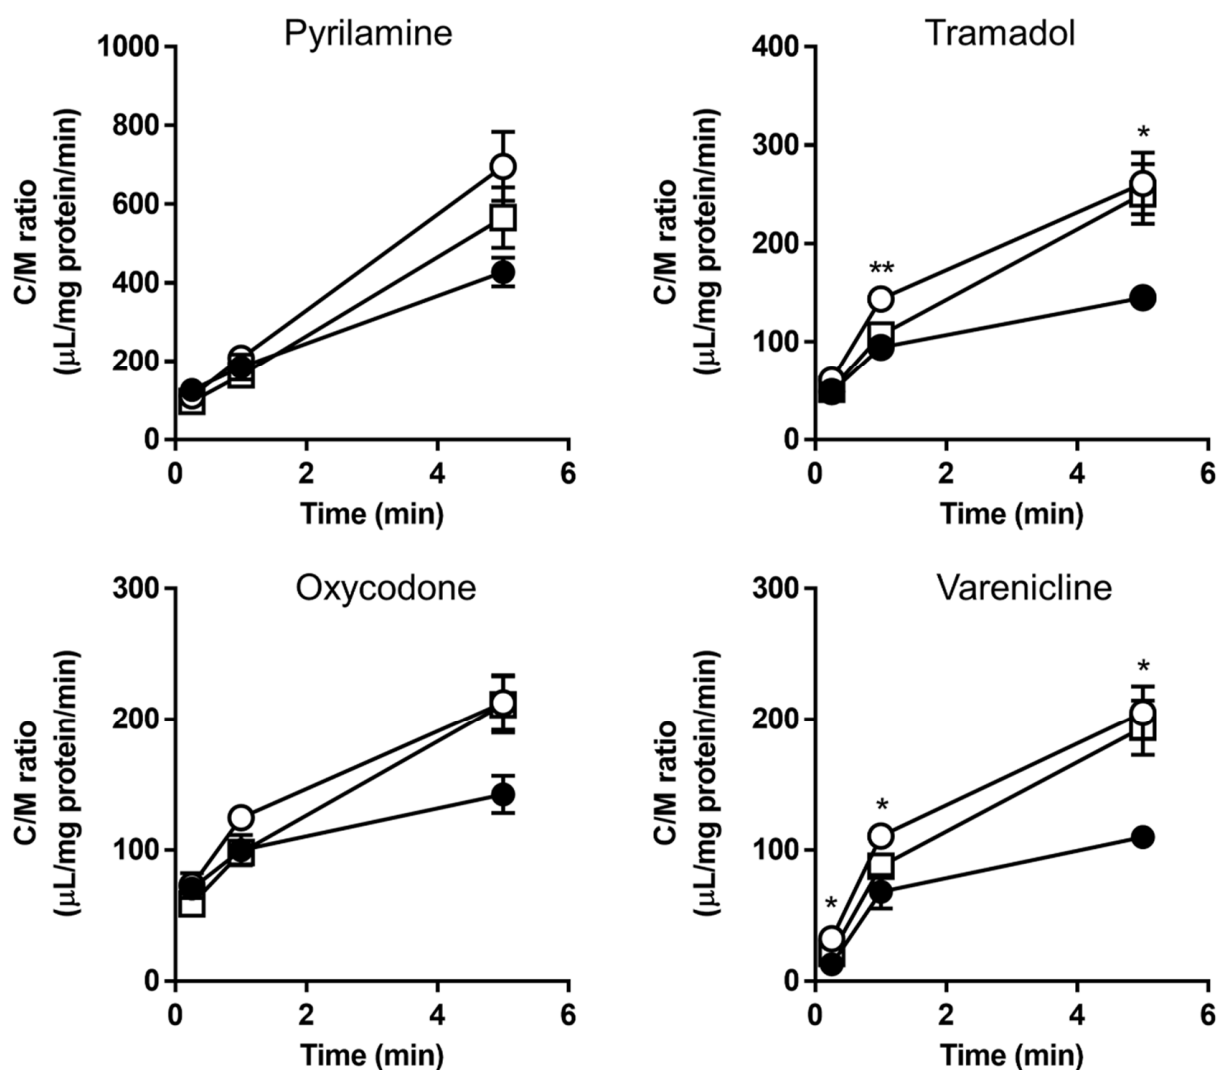 Pyrilamine
1000
800
600
400
200
0
C/M ratio
(μL/mg protein/min)
0 2 4 6
Time (min)
Tramadol
400
300
200
100
0
C/M ratio
(μL/mg protein/min)
*
**
0 2 4 6
Time (min)
Oxycodone
300
200
100
0
C/M ratio
(μL/mg protein/min)
0 2 4 6
Time (min)
Varenicline
300
200
100
0
C/M ratio
(μL/mg protein/min)
*
*
*
0 2 4 6
Time (min)